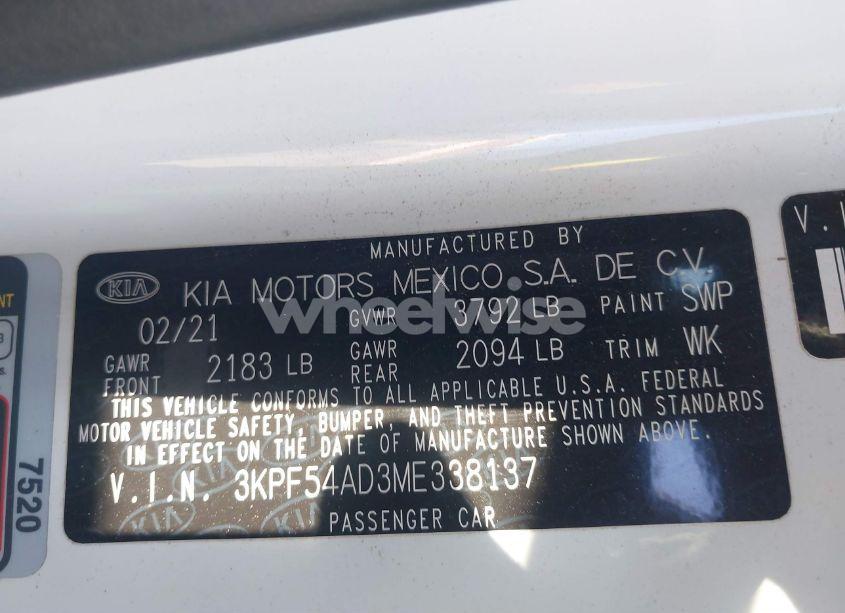 MANUFACTURED BY
KIA KIA MOTORS MEXICO S.A. DE C.V.
02/21 GVWR 3792 LB PAINT SWP
GAWR FRONT 2183 LB GAWR REAR 2094 LB TRIM WK
THIS VEHICLE CONFORMS TO ALL APPLICABLE U.S.A. FEDERAL
MOTOR VEHICLE SAFETY, BUMPER, AND THEFT PREVENTION STANDARDS
IN EFFECT ON THE DATE OF MANUFACTURE SHOWN ABOVE.
V.I.N. 3KPF54AD3ME338137
PASSENGER CAR
7520
wheelwise